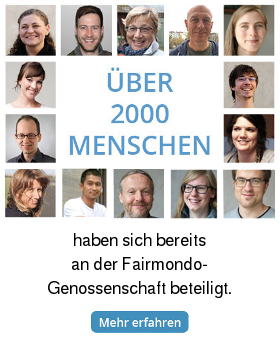 ÜBER
2000
MENSCHEN
haben sich bereits
an der Fairmondo-
Genossenschaft beteiligt.
Mehr erfahren